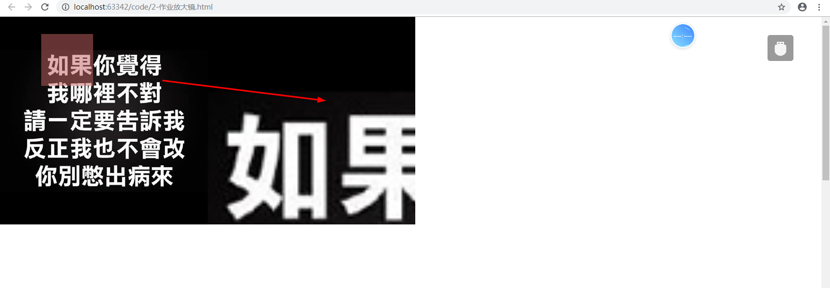 localhost:63342/code/2-作业放大镜.html
如果你覺得
我哪裡不對
請一定要告訴我
反正我也不會改
你別憋出病來
如果